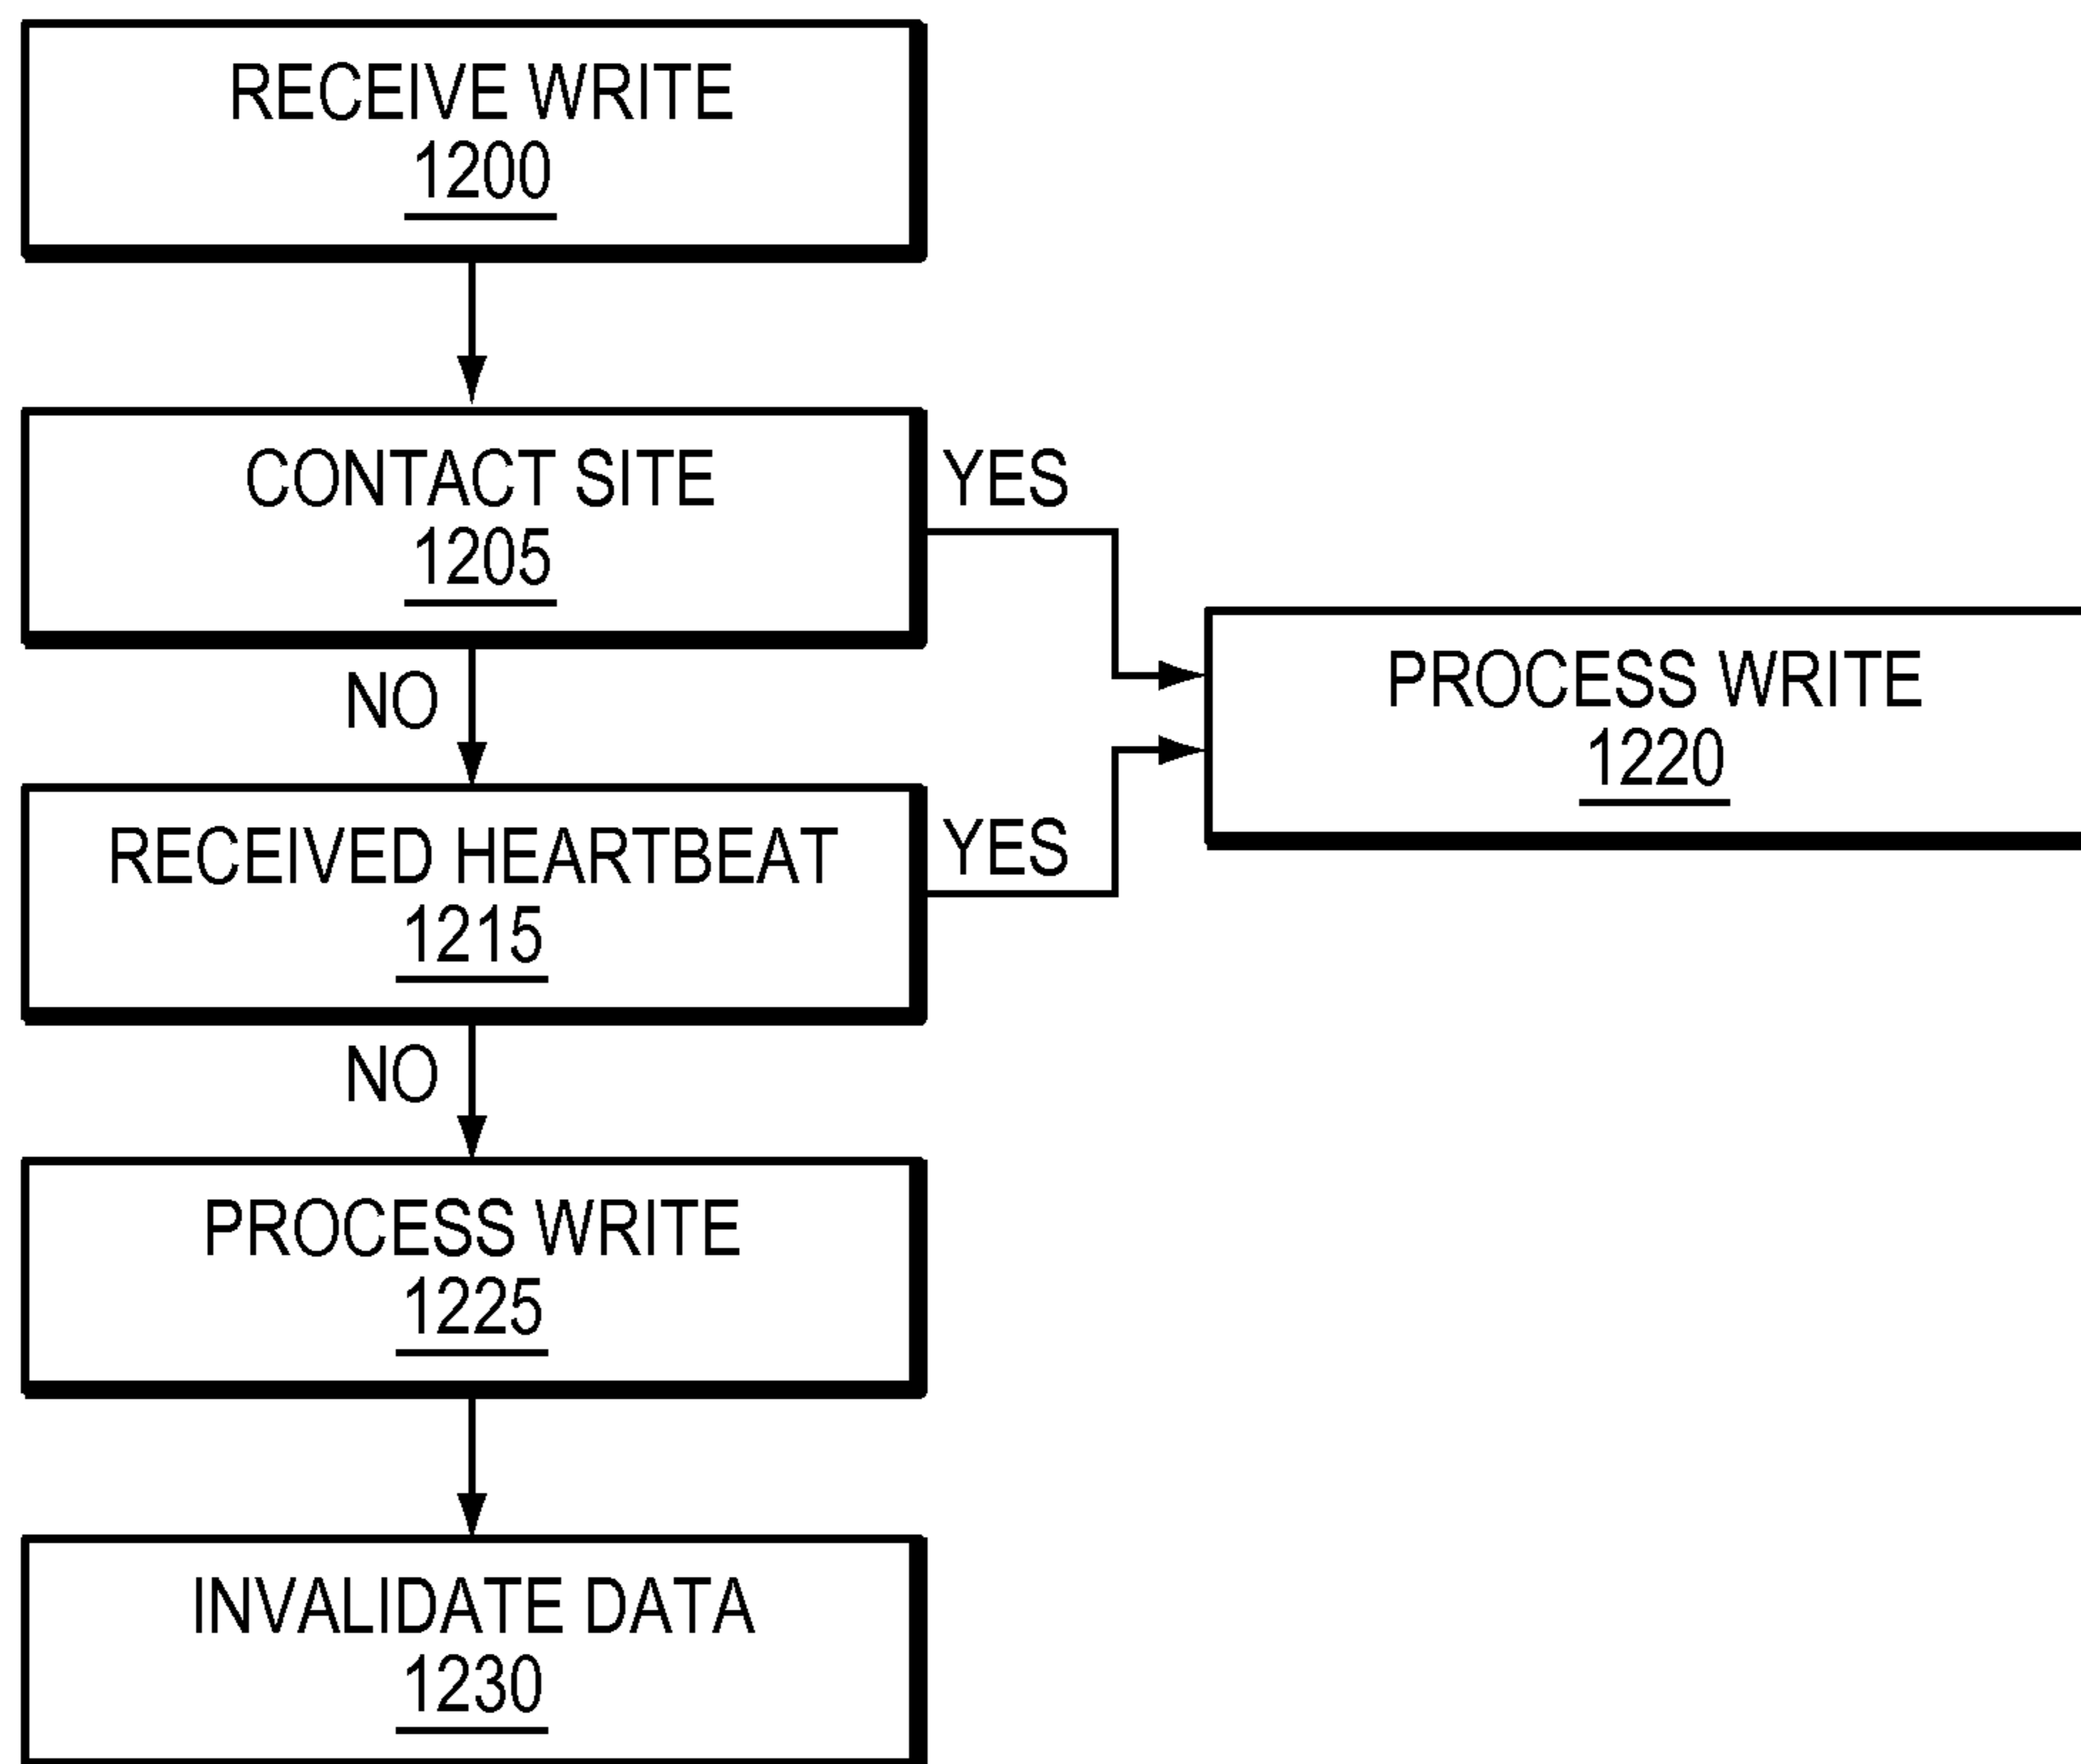 RECEIVE WRITE
1200
CONTACT SITE
1205
YES
NO
PROCESS WRITE
1220
RECEIVED HEARTBEAT
1215
YES
NO
PROCESS WRITE
1225
INVALIDATE DATA
1230